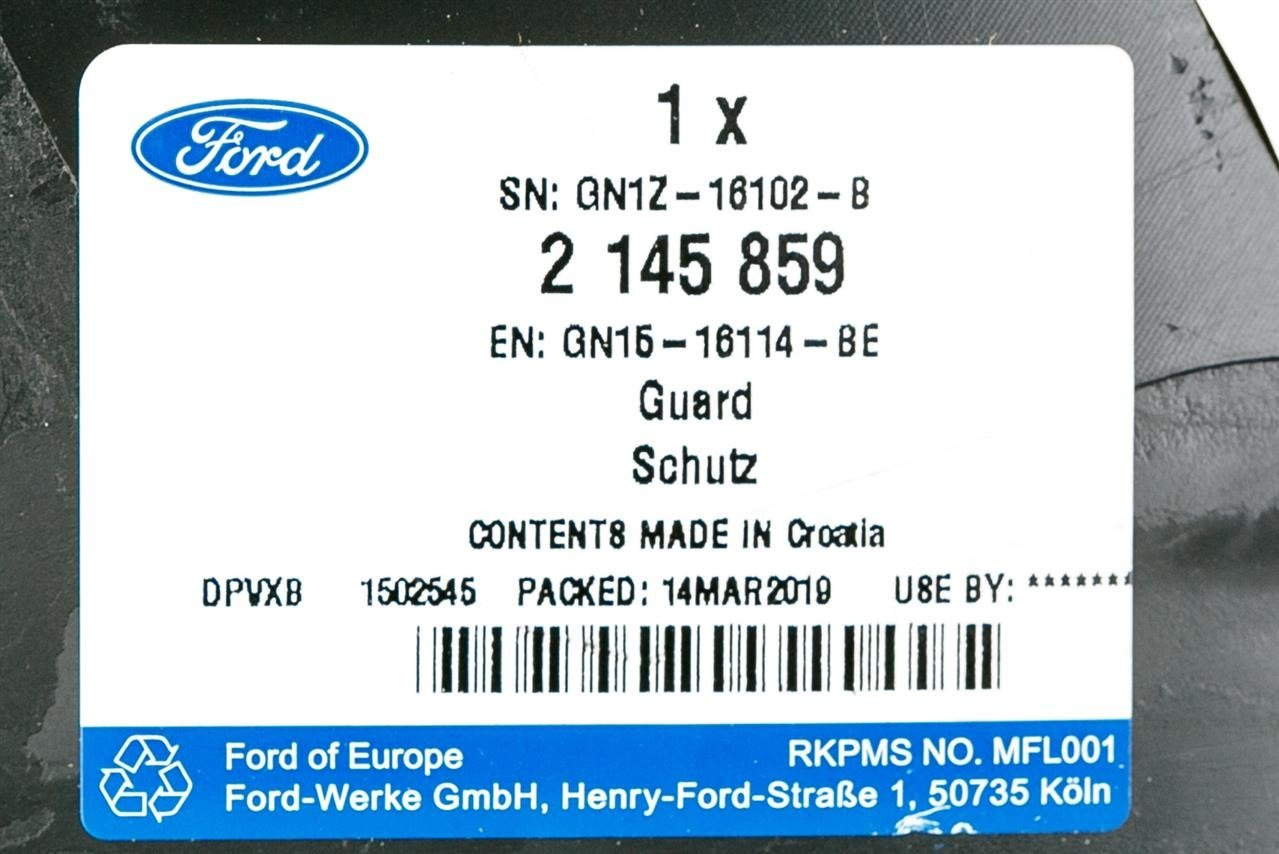 Ford
1 x
SN: GN1Z-16102-B
2 145 859
EN: GN15-16114-BE
Guard
Schutz
CONTENTS MADE IN Croatia
DPVXB 1502545 PACKED: 14MAR2019 USE BY: *******
Ford of Europe RKPMS NO. MFL001
Ford-Werke GmbH, Henry-Ford-Straße 1, 50735 Köln